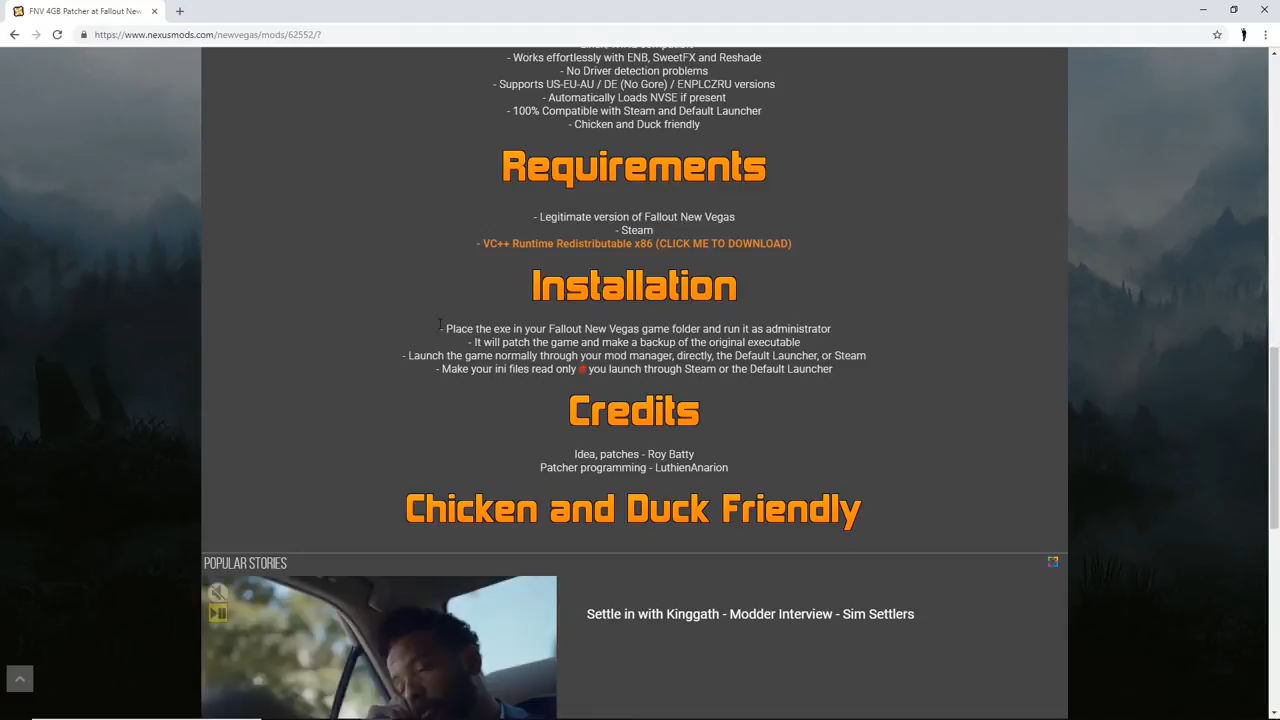 FNV 4GB Patcher at Fallout New
https://www.nexusmods.com/newvegas/mods/62552/?
- Works effortlessly with ENB, SweetFX and Reshade
- No Driver detection problems
- Supports US-EU-AU / DE (No Gore) / ENPLCZRU versions
- Automatically Loads NVSE if present
- 100% Compatible with Steam and Default Launcher
- Chicken and Duck friendly
Requirements
- Legitimate version of Fallout New Vegas
- Steam
- VC++ Runtime Redistributable x86 (CLICK ME TO DOWNLOAD)
Installation
- Place the exe in your Fallout New Vegas game folder and run it as administrator
- It will patch the game and make a backup of the original executable
- Launch the game normally through your mod manager, directly, the Default Launcher, or Steam
- Make your ini files read only you launch through Steam or the Default Launcher
Credits
Idea, patches - Roy Batty
Patcher programming - LuthienAnarion
Chicken and Duck Friendly
POPULAR STORIES
Settle in with Kinggath - Modder Interview - Sim Settlers